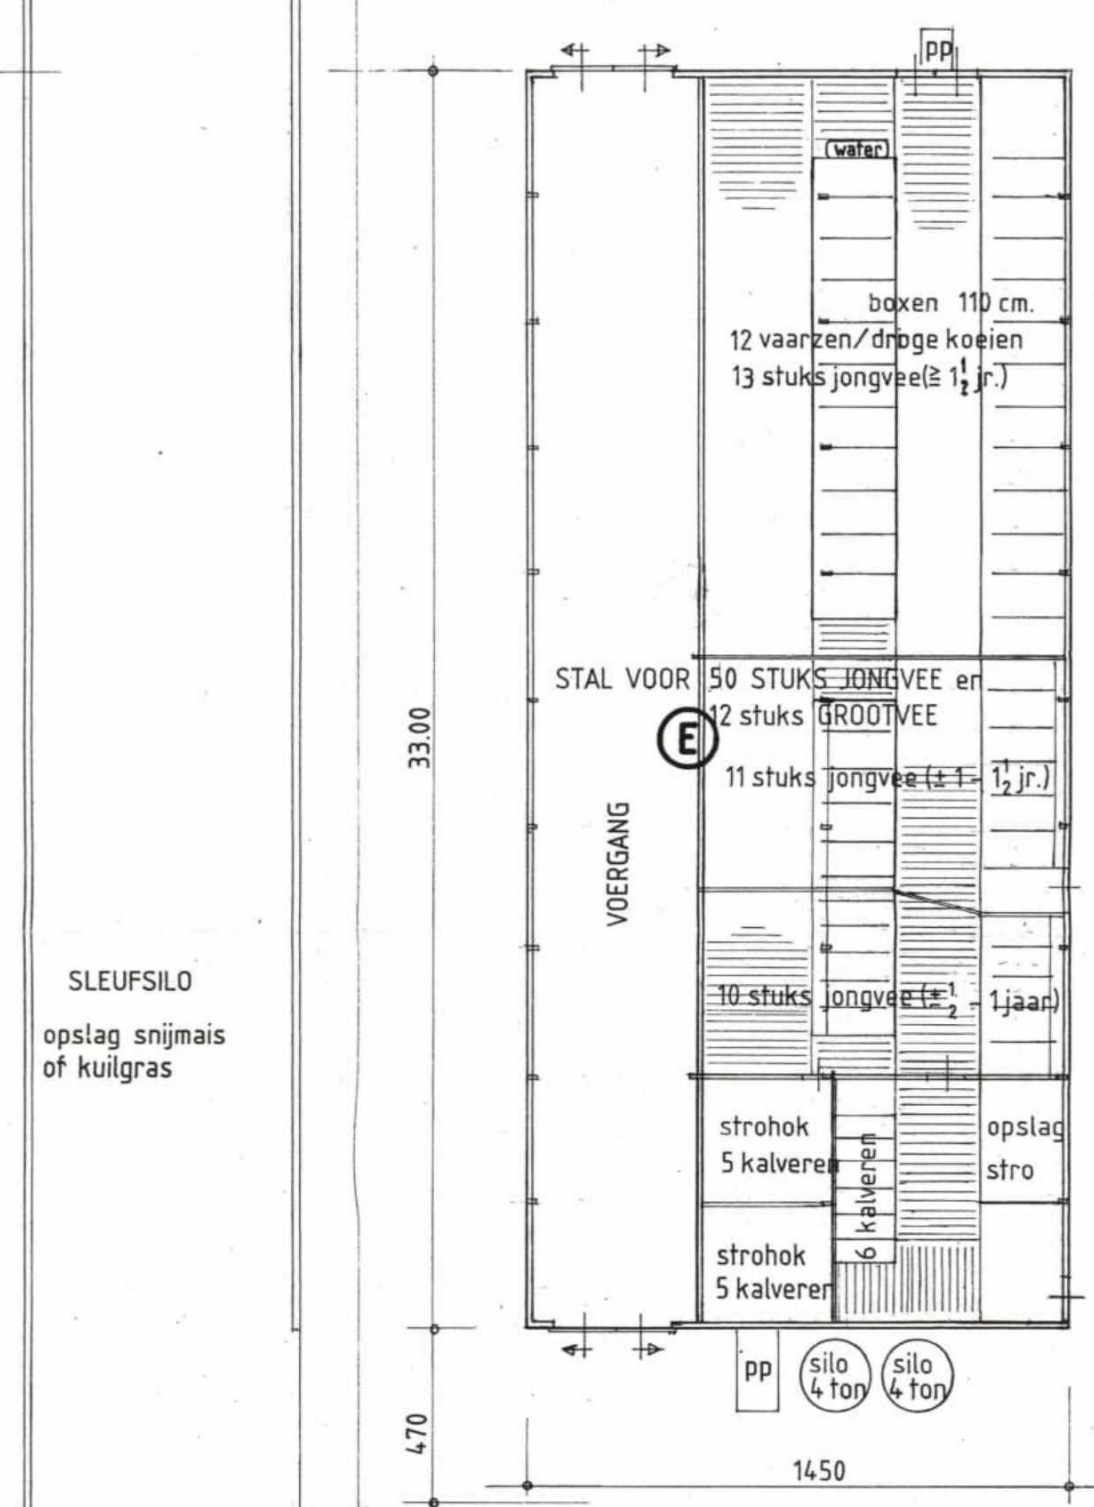 pp
water
boxen 110 cm.
12 vaarzen/droge koeien
13 stuks jongvee(≧ 1½ jr.)
STAL VOOR 50 STUKS JONGVEE en
12 stuks GROOTVEE
E
11 stuks jongvee (± 1 - 1½ jr.)
33.00
VOERGANG
SLEUFSILO
opslag snijmais
of kuilgras
10 stuks jongvee (± ½ - 1 jaar)
strohok
5 kalveren
6 kalveren
opslag
stro
strohok
5 kalveren
pp
silo
4 ton
silo
4 ton
470
1450